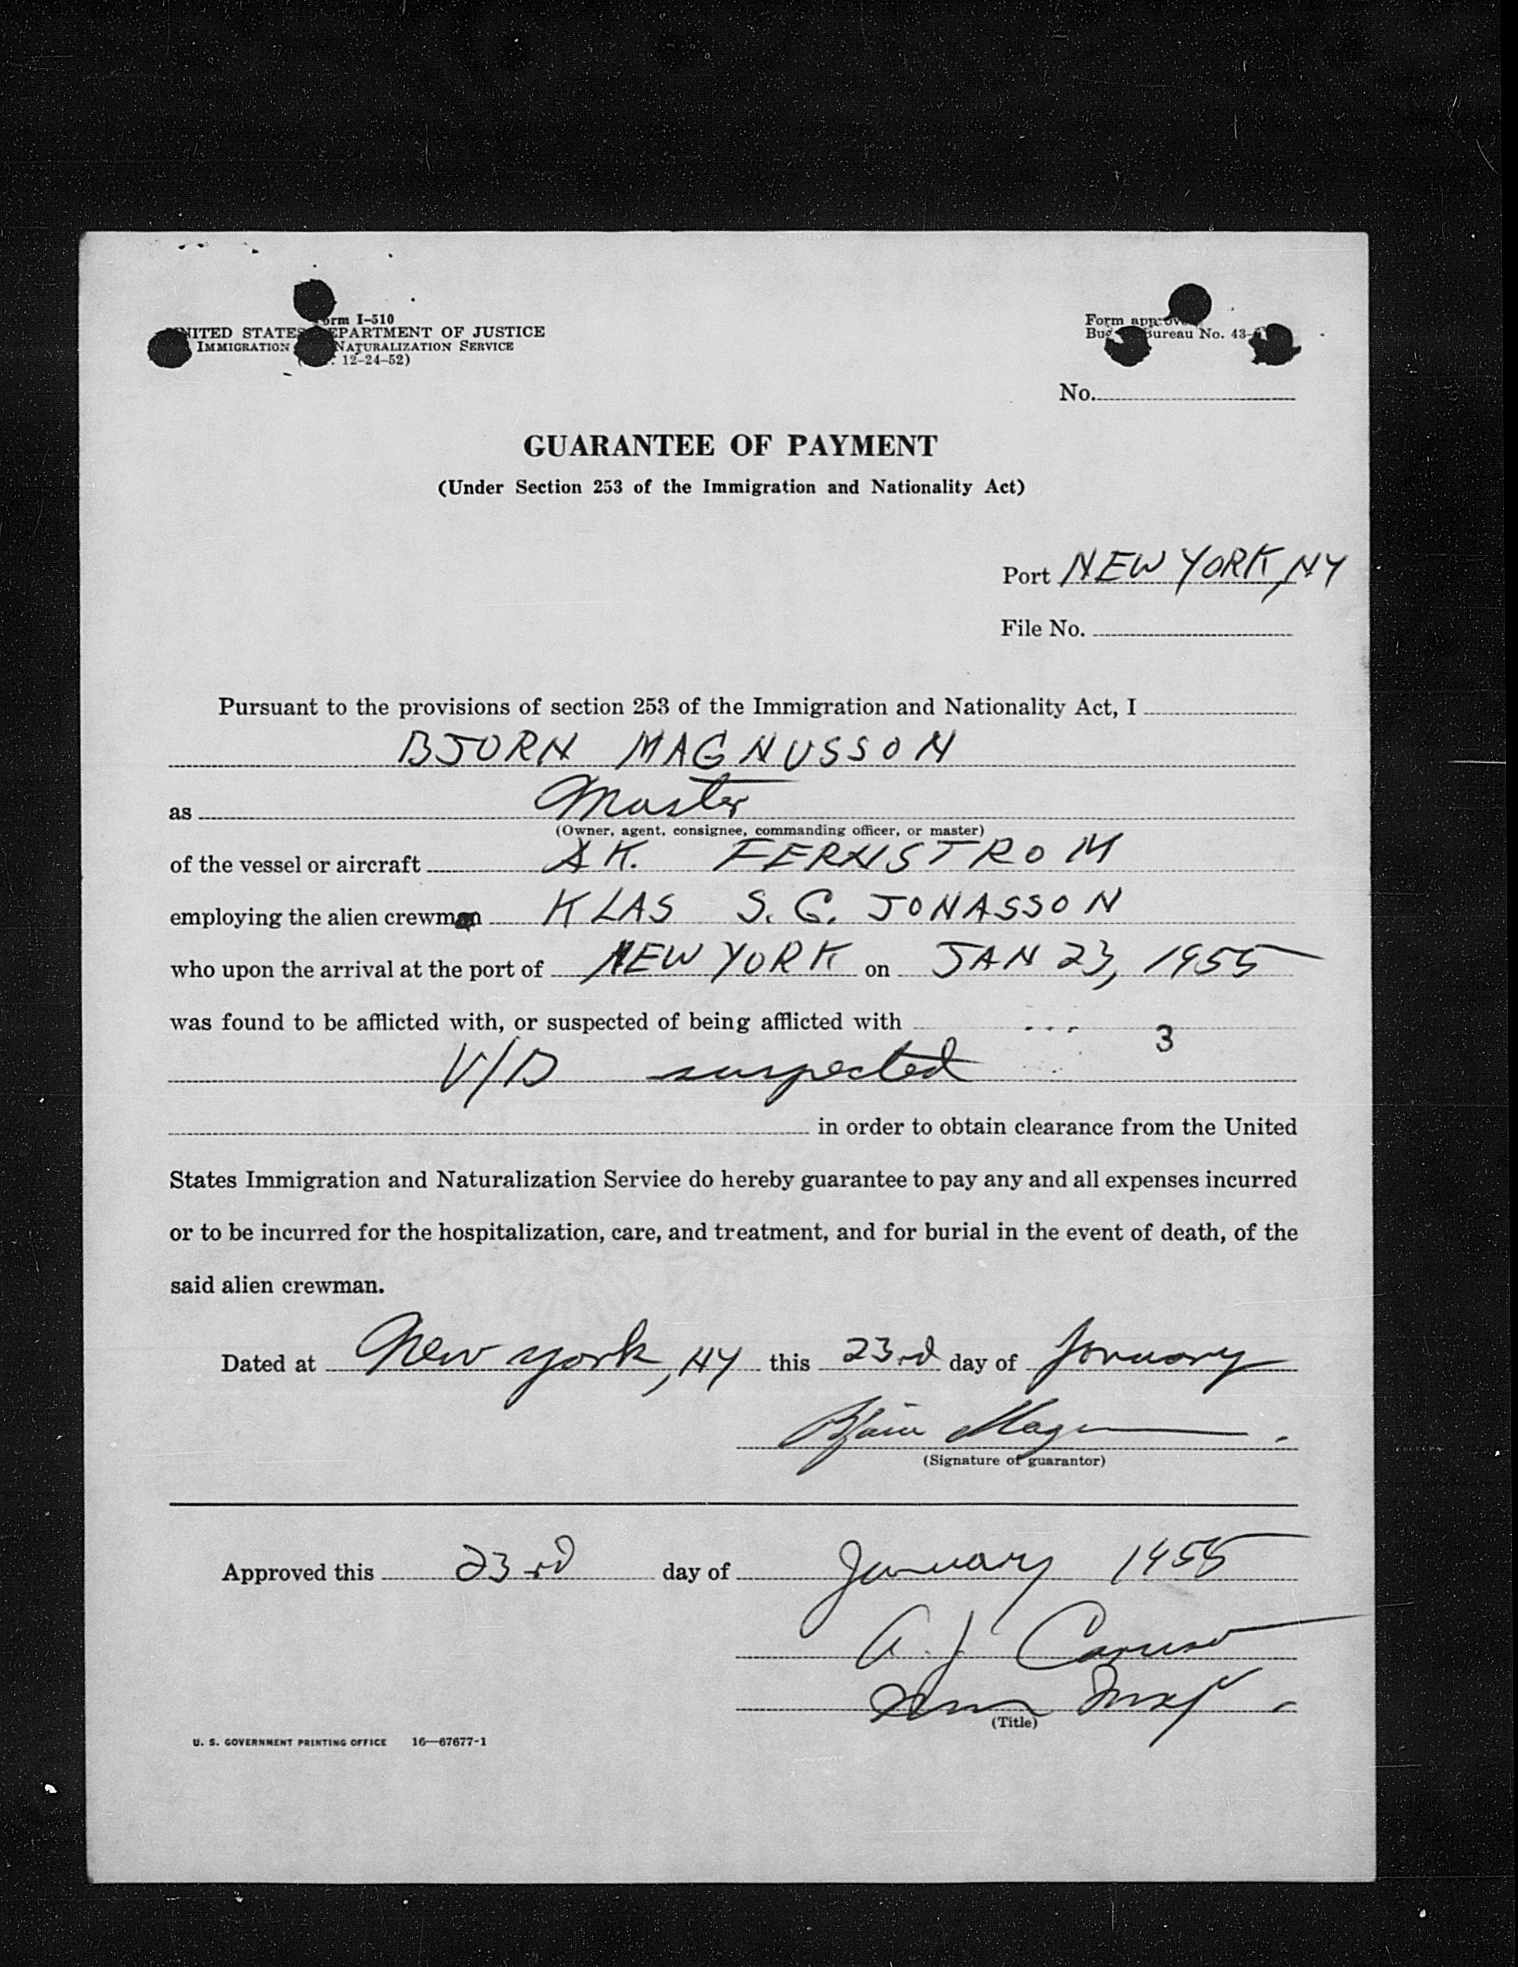 Form I-510
UNITED STATES DEPARTMENT OF JUSTICE
IMMIGRATION NATURALIZATION SERVICE
12-24-52)
Form approved
Bureau No. 43-
No.
GUARANTEE OF PAYMENT
(Under Section 253 of the Immigration and Nationality Act)
Port NEW YORK, NY
File No.
Pursuant to the provisions of section 253 of the Immigration and Nationality Act, I
BJORN MAGNUSSON
as Master
(Owner, agent, consignee, commanding officer, or master)
of the vessel or aircraft AK. FERNSTROM
employing the alien crewman KLAS S. G. JONASSON
who upon the arrival at the port of NEW YORK on JAN 23, 1955
was found to be afflicted with, or suspected of being afflicted with
3
V/D suspected
in order to obtain clearance from the United
States Immigration and Naturalization Service do hereby guarantee to pay any and all expenses incurred
or to be incurred for the hospitalization, care, and treatment, and for burial in the event of death, of the
said alien crewman.
Dated at New York, NY this 23rd day of January
(Signature of guarantor)
Approved this 23rd day of January 1955
A. J. Caruso
(Title)
U. S. GOVERNMENT PRINTING OFFICE 16—67677-1